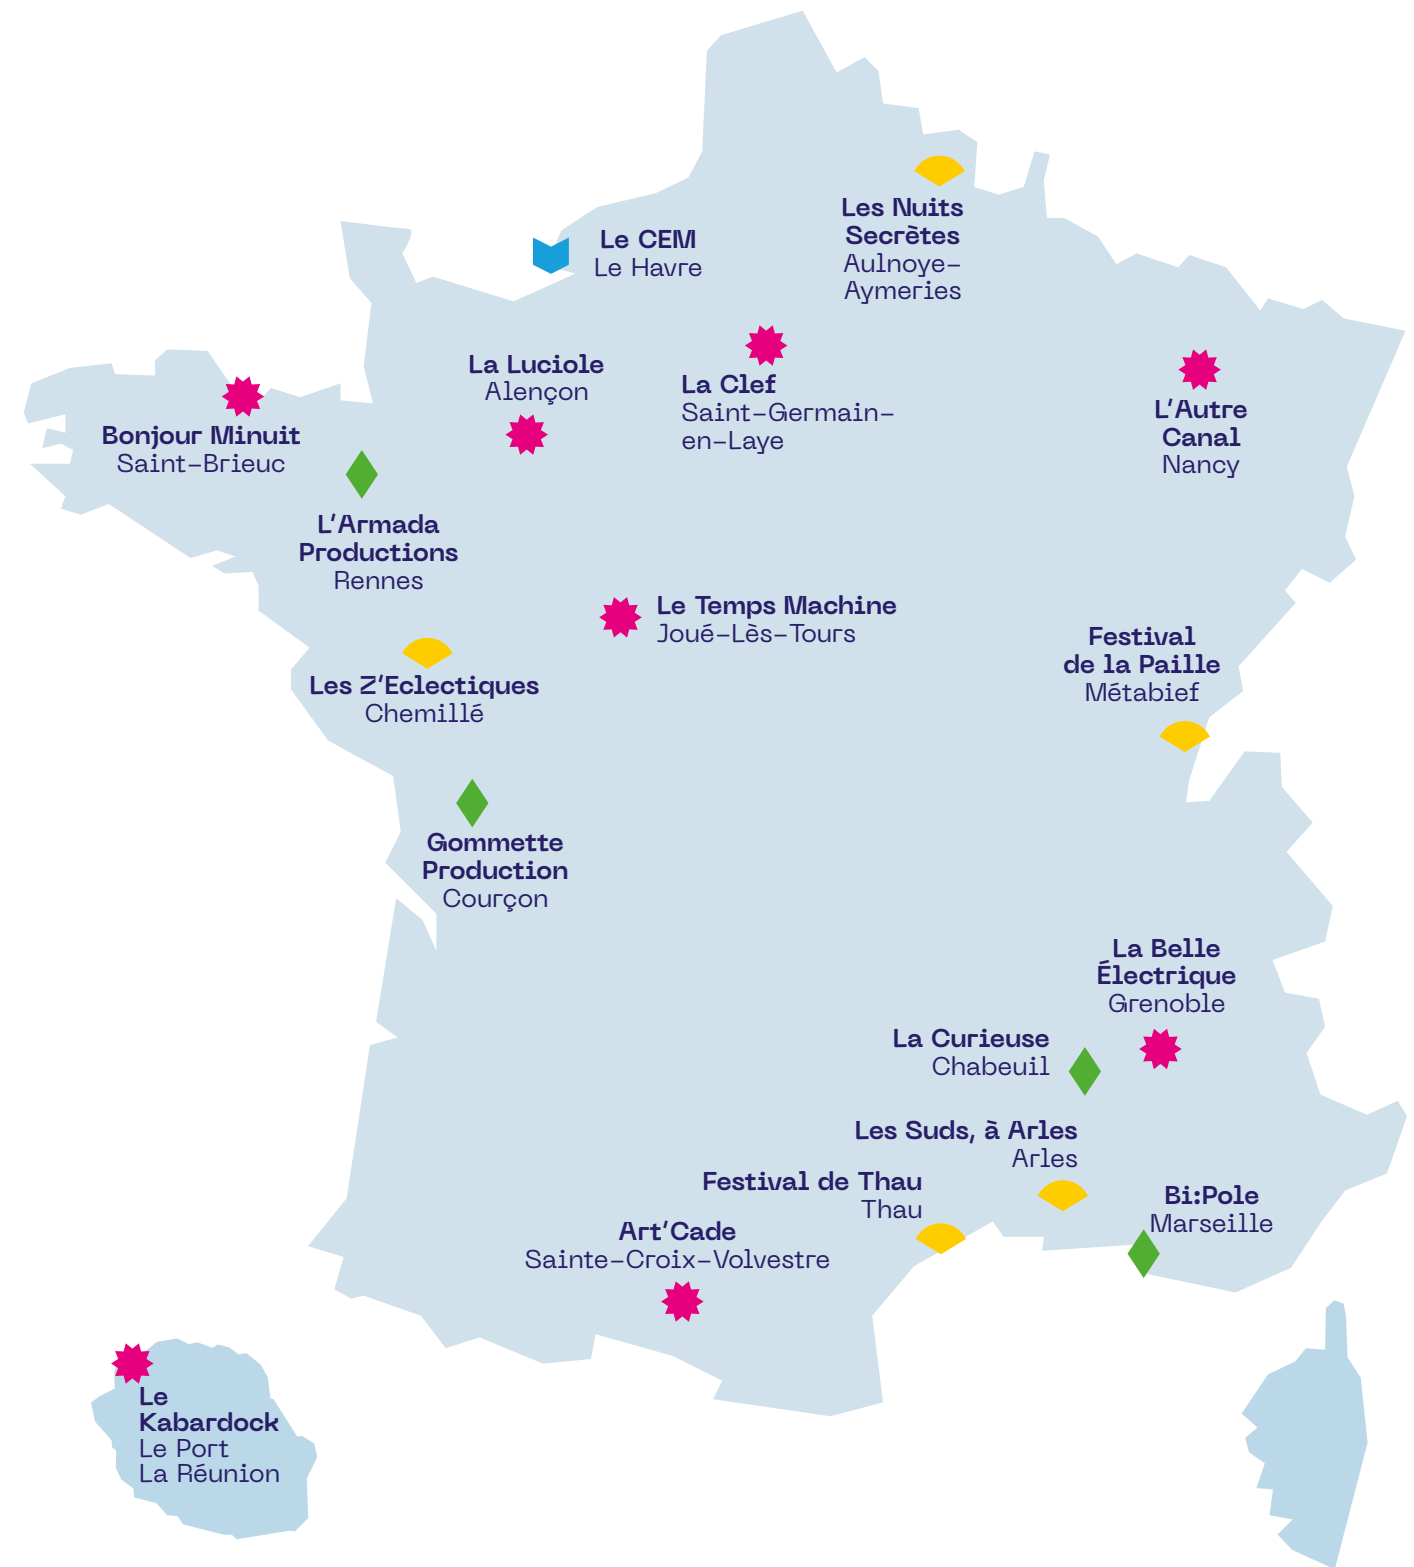 Les Nuits
Secrètes
Aulnoye-
Aymeries
Le CEM
Le Havre
La Luciole
Alençon
La Clef
Saint-Germain-
en-Laye
L'Autre
Canal
Nancy
Bonjour Minuit
Saint-Brieuc
L'Armada
Productions
Rennes
Le Temps Machine
Joué-Lès-Tours
Festival
de la Paille
Métabief
Les Z'Eclectiques
Chemillé
Gommette
Production
Courçon
La Belle
Électrique
Grenoble
La Curieuse
Chabeuil
Les Suds, à Arles
Arles
Festival de Thau
Thau
Bi:Pole
Marseille
Art'Cade
Sainte-Croix-Volvestre
Le
Kabardock
Le Port
La Réunion